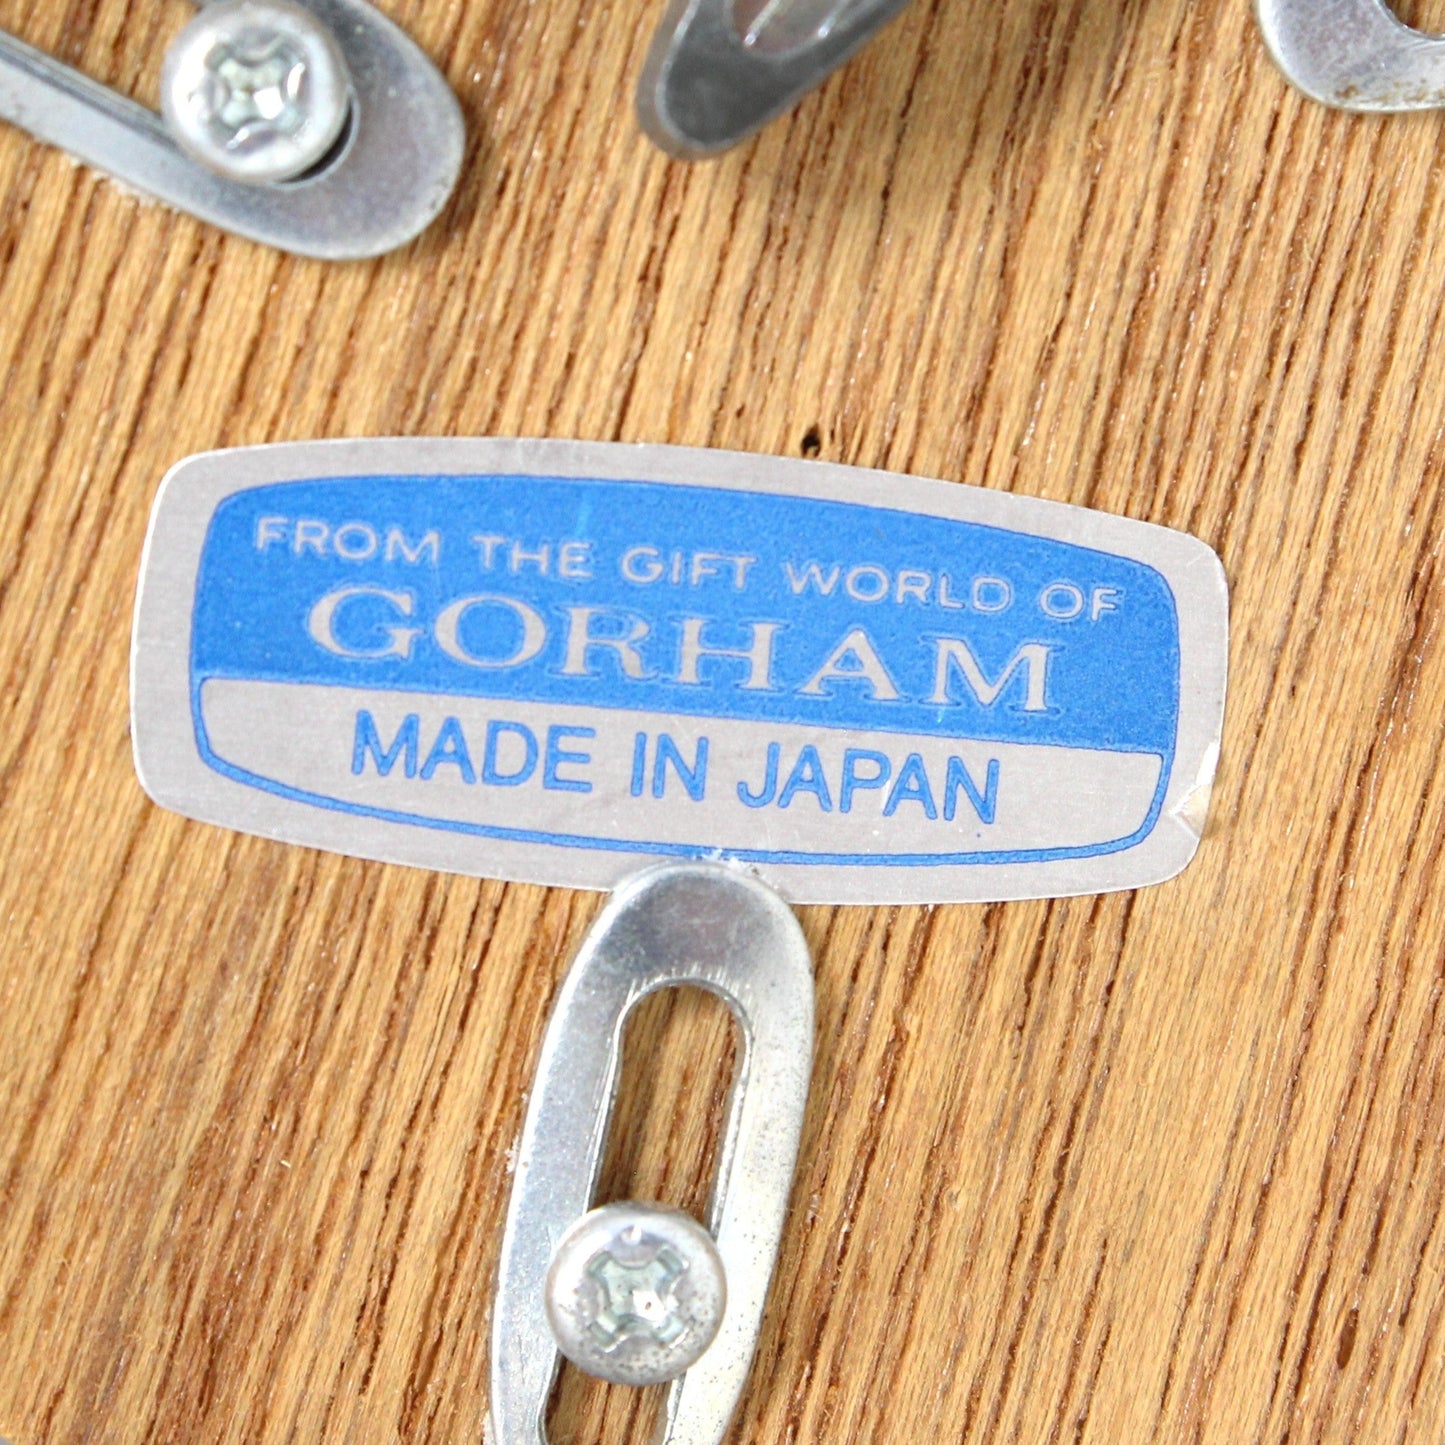 FROM THE GIFT WORLD OF
GORHAM
MADE IN JAPAN